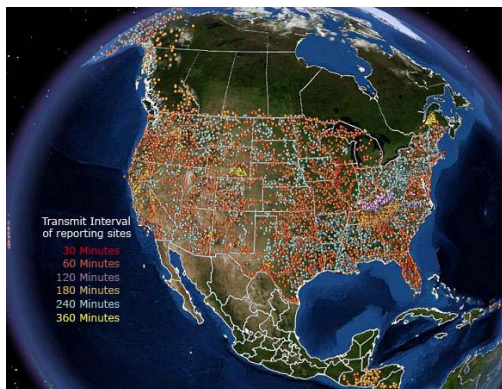 Transmit Interval
of reporting sites
30 Minutes
60 Minutes
120 Minutes
180 Minutes
240 Minutes
360 Minutes